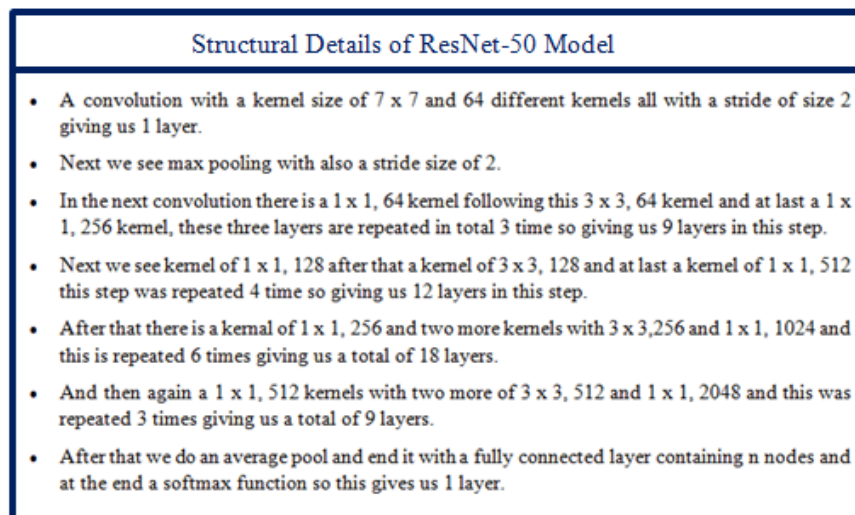 Structural Details of ResNet-50 Model
• A convolution with a kernel size of 7 x 7 and 64 different kernels all with a stride of size 2
giving us 1 layer.
• Next we see max pooling with also a stride size of 2.
• In the next convolution there is a 1 x 1, 64 kernel following this 3 x 3, 64 kernel and at last a 1 x
1, 256 kernel, these three layers are repeated in total 3 time so giving us 9 layers in this step.
• Next we see kernel of 1 x 1, 128 after that a kernel of 3 x 3, 128 and at last a kernel of 1 x 1, 512
this step was repeated 4 time so giving us 12 layers in this step.
• After that there is a kernal of 1 x 1, 256 and two more kernels with 3 x 3,256 and 1 x 1, 1024 and
this is repeated 6 times giving us a total of 18 layers.
• And then again a 1 x 1, 512 kernels with two more of 3 x 3, 512 and 1 x 1, 2048 and this was
repeated 3 times giving us a total of 9 layers.
• After that we do an average pool and end it with a fully connected layer containing n nodes and
at the end a softmax function so this gives us 1 layer.